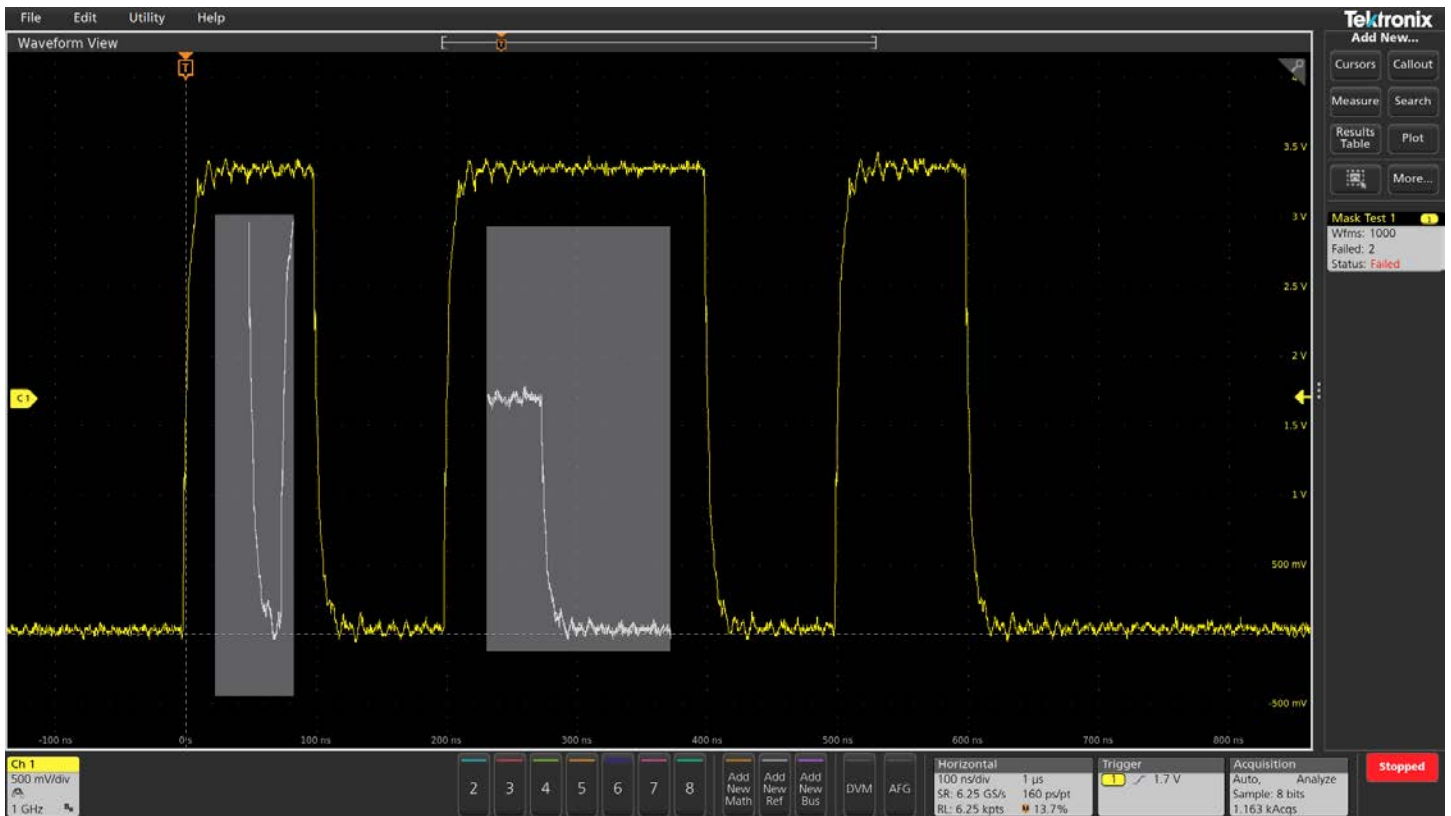 File Edit Utility Help
Tektronix
Waveform View
Add New...
T
T
Cursors Callout
Measure Search
Results Table Plot
More...
Mask Test 1 1
Wfms: 1000
Failed: 2
Status: Failed
3.5 V
3 V
2.5 V
2 V
C 1
1.5 V
1 V
500 mV
-500 mV
-100 ns 0 s 100 ns 200 ns 300 ns 400 ns 500 ns 600 ns 700 ns 800 ns
Ch 1
500 mV/div
1 GHz
2 3 4 5 6 7 8
Add New Math
Add New Ref
Add New Bus
DVM AFG
Horizontal
100 ns/div 1 µs
SR: 6.25 GS/s 160 ps/pt
RL: 6.25 kpts 13.7%
Trigger
1 1.7 V
Acquisition
Auto, Analyze
Sample: 8 bits
1.163 kAcqs
Stopped